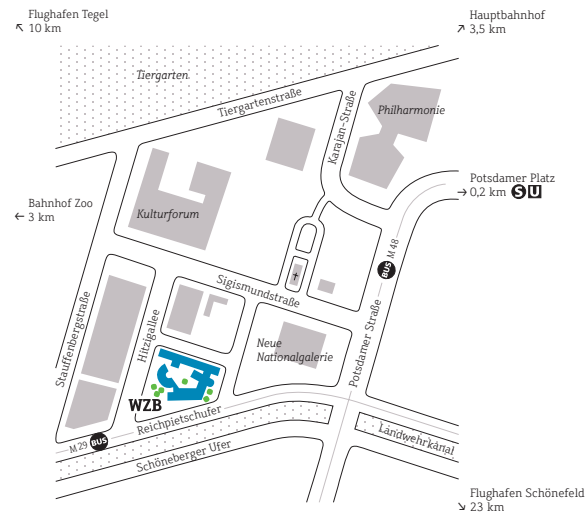 Flughafen Tegel
↖ 10 km
Hauptbahnhof
↗ 3,5 km
Tiergarten
Tiergartenstraße
Karajan-Straße
Philharmonie
Potsdamer Platz
→ 0,2 km S U
Bahnhof Zoo
← 3 km
Kulturforum
BUS M 48
Sigismundstraße
Stauffenbergstraße
Hitzigallee
Neue
Nationalgalerie
Potsdamer Straße
WZB
Reichpietschufer
M 29 BUS
Landwehrkanal
Schöneberger Ufer
Flughafen Schönefeld
↘ 23 km